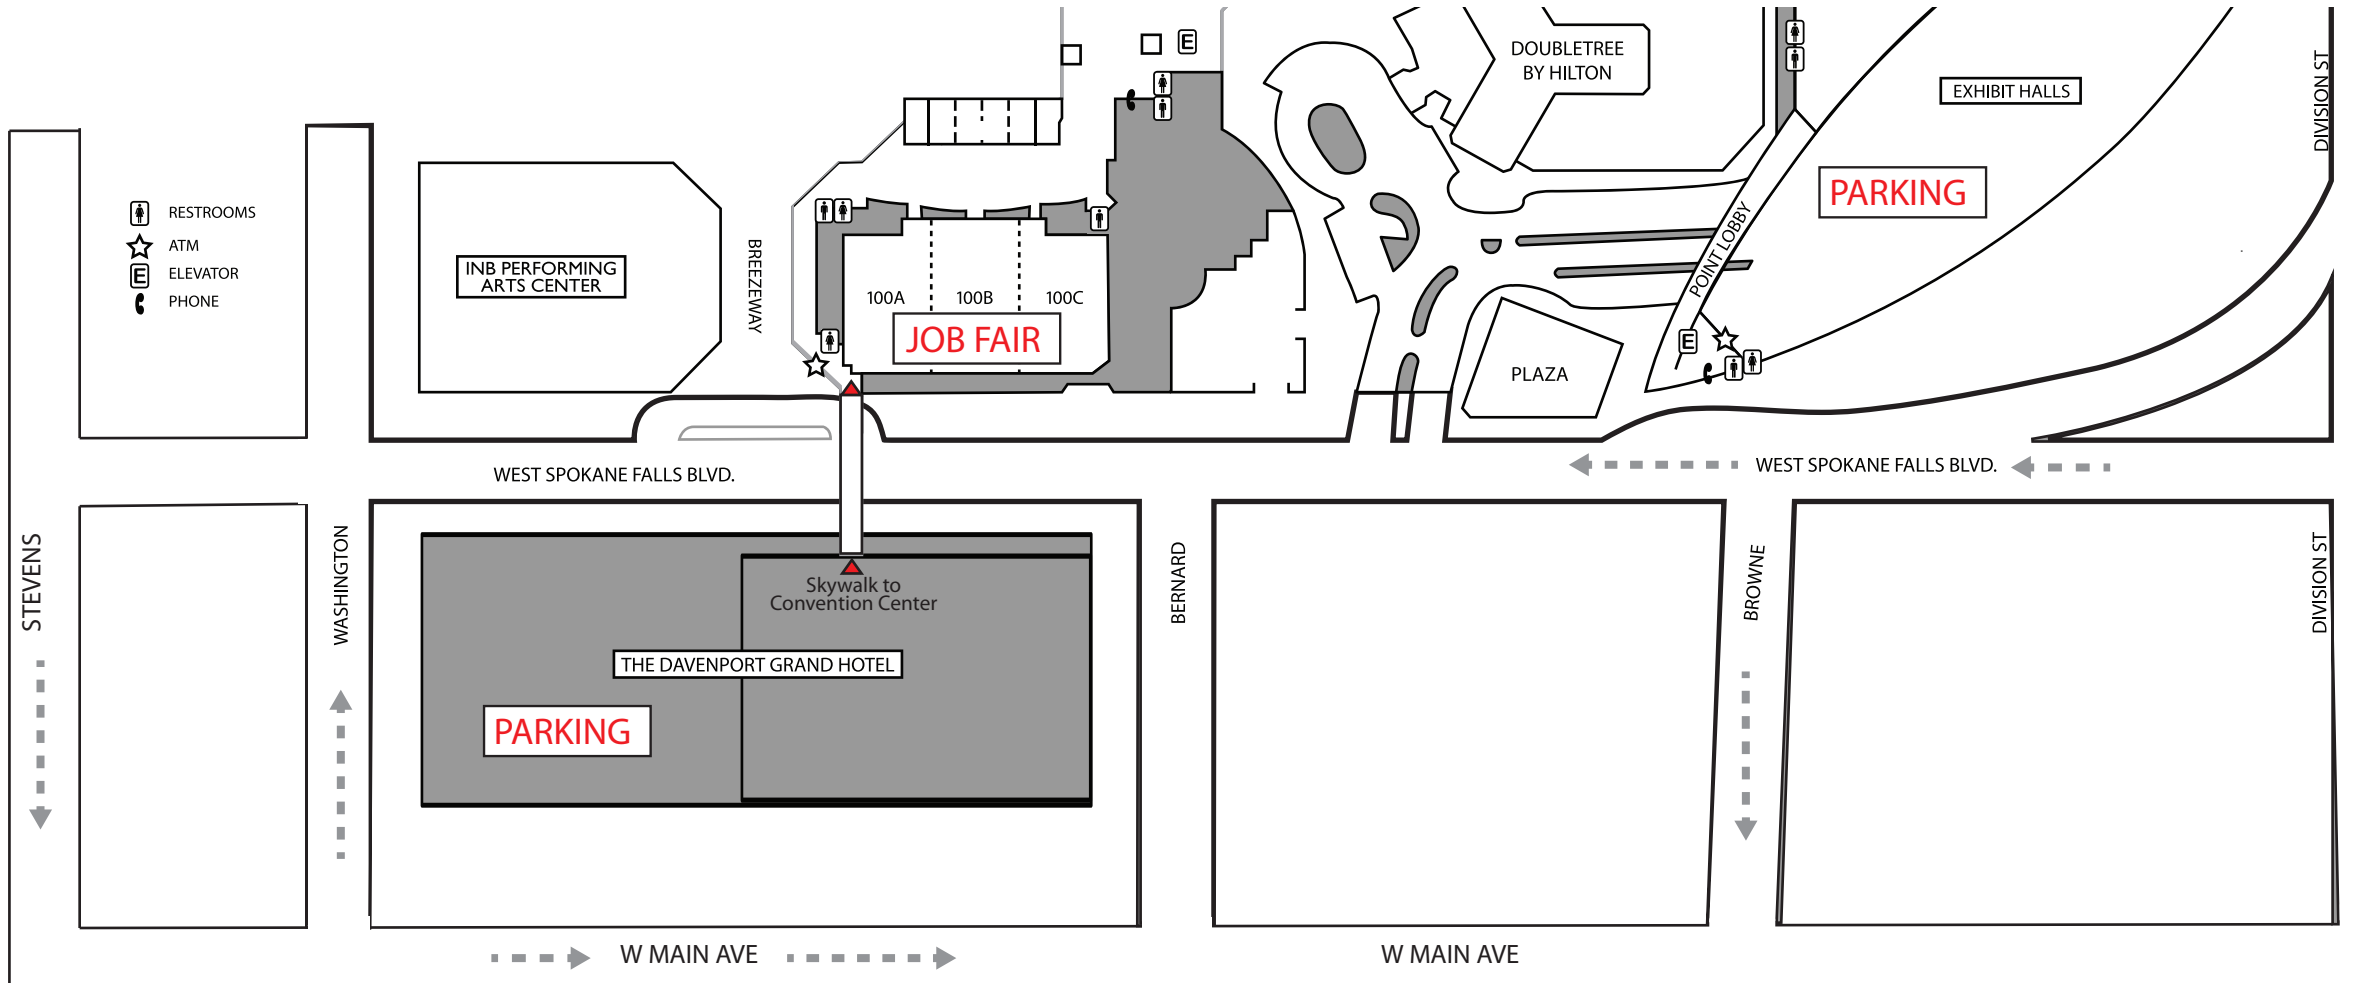 E
DOUBLETREE
BY HILTON
EXHIBIT HALLS
DIVISION ST
PARKING
RESTROOMS
ATM
E ELEVATOR
PHONE
INB PERFORMING
ARTS CENTER
BREEZEWAY
100A
100B
100C
JOB FAIR
POINT LOBBY
E
PLAZA
WEST SPOKANE FALLS BLVD.
WEST SPOKANE FALLS BLVD.
STEVENS
WASHINGTON
Skywalk to
Convention Center
THE DAVENPORT GRAND HOTEL
PARKING
BERNARD
BROWNE
DIVISION ST
W MAIN AVE
W MAIN AVE